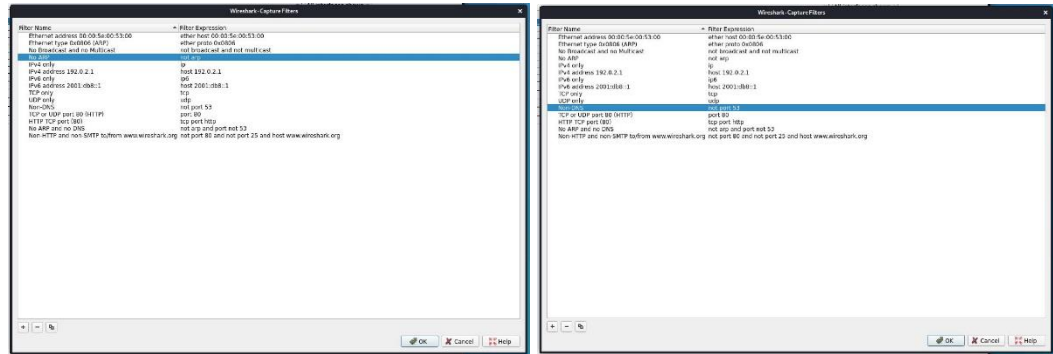 Wireshark · Capture Filters
Filter Name Filter Expression
Ethernet address 00:00:5e:00:53:00 ether host 00:00:5e:00:53:00
Ethernet type 0x0806 (ARP) ether proto 0x0806
No Broadcast and no Multicast not broadcast and not multicast
No ARP not arp
IPv4 only ip
IPv4 address 192.0.2.1 host 192.0.2.1
IPv6 only ip6
IPv6 address 2001:db8::1 host 2001:db8::1
TCP only tcp
UDP only udp
Non-DNS not port 53
TCP or UDP port 80 (HTTP) port 80
HTTP TCP port (80) tcp port http
No ARP and no DNS not arp and port not 53
Non-HTTP and non-SMTP to/from www.wireshark.org not port 80 and not port 25 and host www.wireshark.org
OK Cancel Help
Wireshark · Capture Filters
Filter Name Filter Expression
Ethernet address 00:00:5e:00:53:00 ether host 00:00:5e:00:53:00
Ethernet type 0x0806 (ARP) ether proto 0x0806
No Broadcast and no Multicast not broadcast and not multicast
No ARP not arp
IPv4 only ip
IPv4 address 192.0.2.1 host 192.0.2.1
IPv6 only ip6
IPv6 address 2001:db8::1 host 2001:db8::1
TCP only tcp
UDP only udp
Non-DNS not port 53
TCP or UDP port 80 (HTTP) port 80
HTTP TCP port (80) tcp port http
No ARP and no DNS not arp and port not 53
Non-HTTP and non-SMTP to/from www.wireshark.org not port 80 and not port 25 and host www.wireshark.org
OK Cancel Help